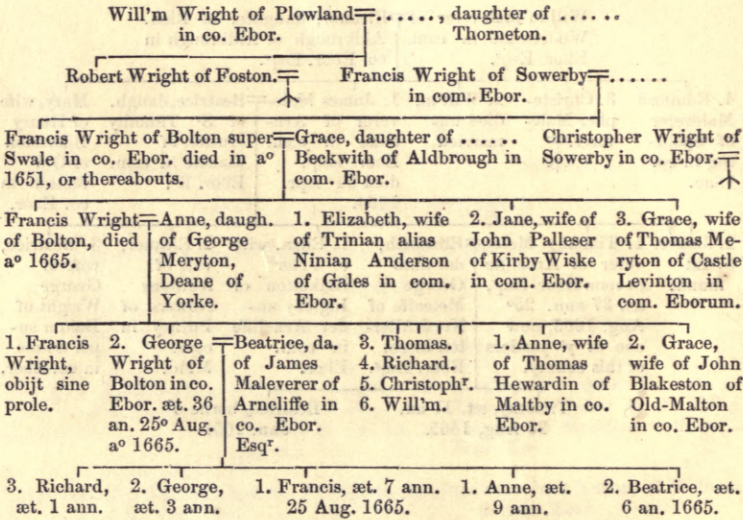 Will'm Wright of Plowland ......, daughter of ......
in co. Ebor. Thorneton.
Robert Wright of Foston. Francis Wright of Sowerby ......
in com. Ebor.
Francis Wright of Bolton super
Swale in co. Ebor. died in aº
1651, or thereabouts.
Grace, daughter of ......
Beckwith of Aldbrough in
com. Ebor.
Christopher Wright of
Sowerby in co. Ebor.
Francis Wright
of Bolton, died
aº 1665.
Anne, daugh.
of George
Meryton,
Deane of
Yorke.
1. Elizabeth, wife
of Trinian alias
Ninian Anderson
of Gales in com.
Ebor.
2. Jane, wife of
John Palleser
of Kirby Wiske
in com. Ebor.
3. Grace, wife
of Thomas Me-
ryton of Castle
Levinton in
com. Eborum.
1. Francis
Wright,
obijt sine
prole.
2. George
Wright of
Bolton in co.
Ebor. æt. 36
an. 25º Aug.
aº 1665.
Beatrice, da.
of James
Maleverer of
Arncliffe in
co. Ebor.
Esqʳ.
3. Thomas.
4. Richard.
5. Christophʳ.
6. Will'm.
1. Anne, wife
of Thomas
Hewardin of
Maltby in co.
Ebor.
2. Grace,
wife of John
Blakeston of
Old-Malton
in co. Ebor.
3. Richard,
æt. 1 ann.
2. George,
æt. 3 ann.
1. Francis, æt. 7 ann.
25 Aug. 1665.
1. Anne, æt.
9 ann.
2. Beatrice, æt.
6 an. 1665.